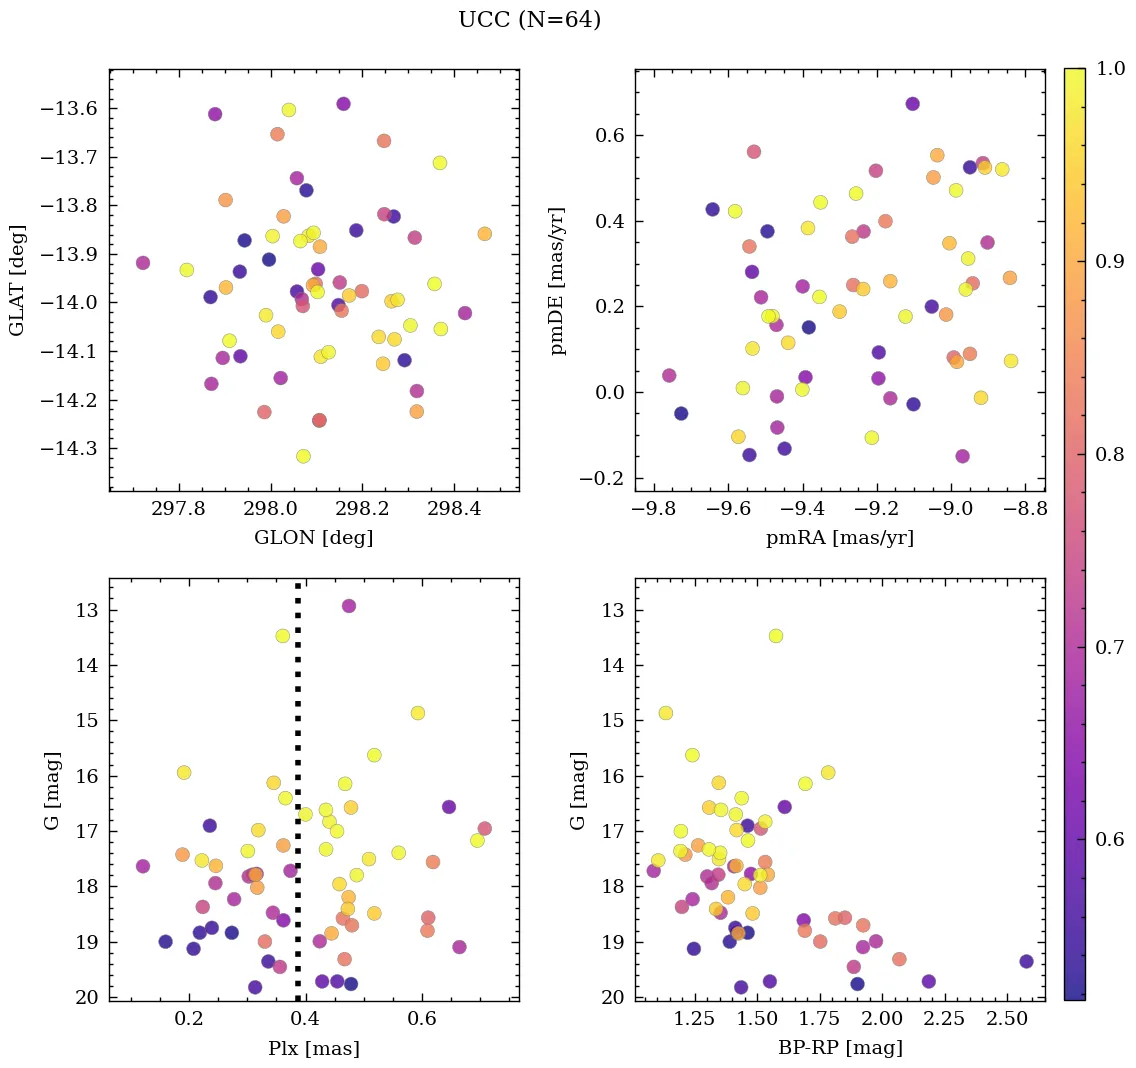 UCC (N=64)
−13.6
−13.7
−13.8
−13.9
−14.0
−14.1
−14.2
−14.3
GLAT [deg]
297.8 298.0 298.2 298.4
GLON [deg]
0.6
0.4
0.2
0.0
−0.2
pmDE [mas/yr]
−9.8 −9.6 −9.4 −9.2 −9.0 −8.8
pmRA [mas/yr]
1.0
0.9
0.8
0.7
0.6
13
14
15
16
17
18
19
20
G [mag]
0.2 0.4 0.6
Plx [mas]
13
14
15
16
17
18
19
20
G [mag]
1.25 1.50 1.75 2.00 2.25 2.50
BP-RP [mag]